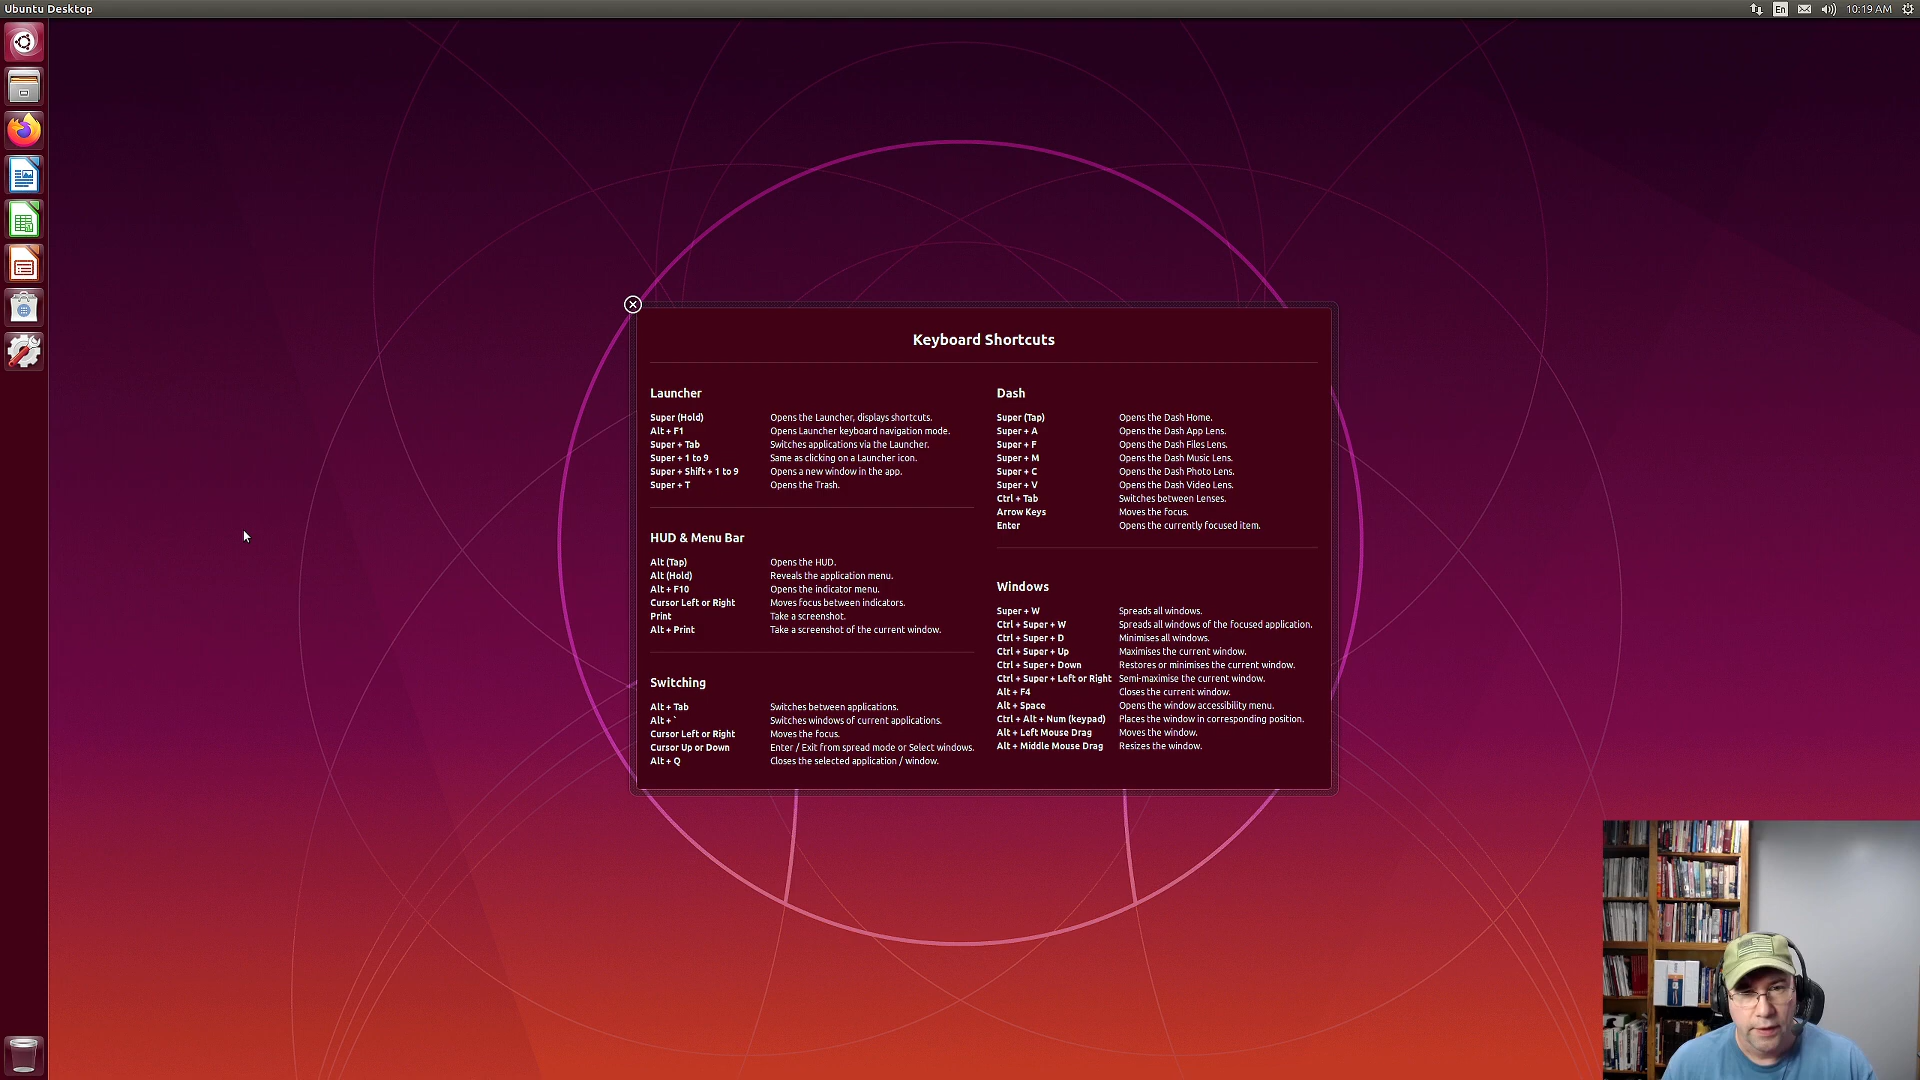 Ubuntu Desktop
En
10:19 AM
Keyboard Shortcuts
Launcher
Super (Hold) Opens the Launcher, displays shortcuts.
Alt + F1 Opens Launcher keyboard navigation mode.
Super + Tab Switches applications via the Launcher.
Super + 1 to 9 Same as clicking on a Launcher icon.
Super + Shift + 1 to 9 Opens a new window in the app.
Super + T Opens the Trash.
HUD & Menu Bar
Alt (Tap) Opens the HUD.
Alt (Hold) Reveals the application menu.
Alt + F10 Opens the indicator menu.
Cursor Left or Right Moves focus between indicators.
Print Take a screenshot.
Alt + Print Take a screenshot of the current window.
Switching
Alt + Tab Switches between applications.
Alt + ` Switches windows of current applications.
Cursor Left or Right Moves the focus.
Cursor Up or Down Enter / Exit from spread mode or Select windows.
Alt + Q Closes the selected application / window.
Dash
Super (Tap) Opens the Dash Home.
Super + A Opens the Dash App Lens.
Super + F Opens the Dash Files Lens.
Super + M Opens the Dash Music Lens.
Super + C Opens the Dash Photo Lens.
Super + V Opens the Dash Video Lens.
Ctrl + Tab Switches between Lenses.
Arrow Keys Moves the focus.
Enter Opens the currently focused item.
Windows
Super + W Spreads all windows.
Ctrl + Super + W Spreads all windows of the focused application.
Ctrl + Super + D Minimises all windows.
Ctrl + Super + Up Maximises the current window.
Ctrl + Super + Down Restores or minimises the current window.
Ctrl + Super + Left or Right Semi-maximise the current window.
Alt + F4 Closes the current window.
Alt + Space Opens the window accessibility menu.
Ctrl + Alt + Num (keypad) Places the window in corresponding position.
Alt + Left Mouse Drag Moves the window.
Alt + Middle Mouse Drag Resizes the window.